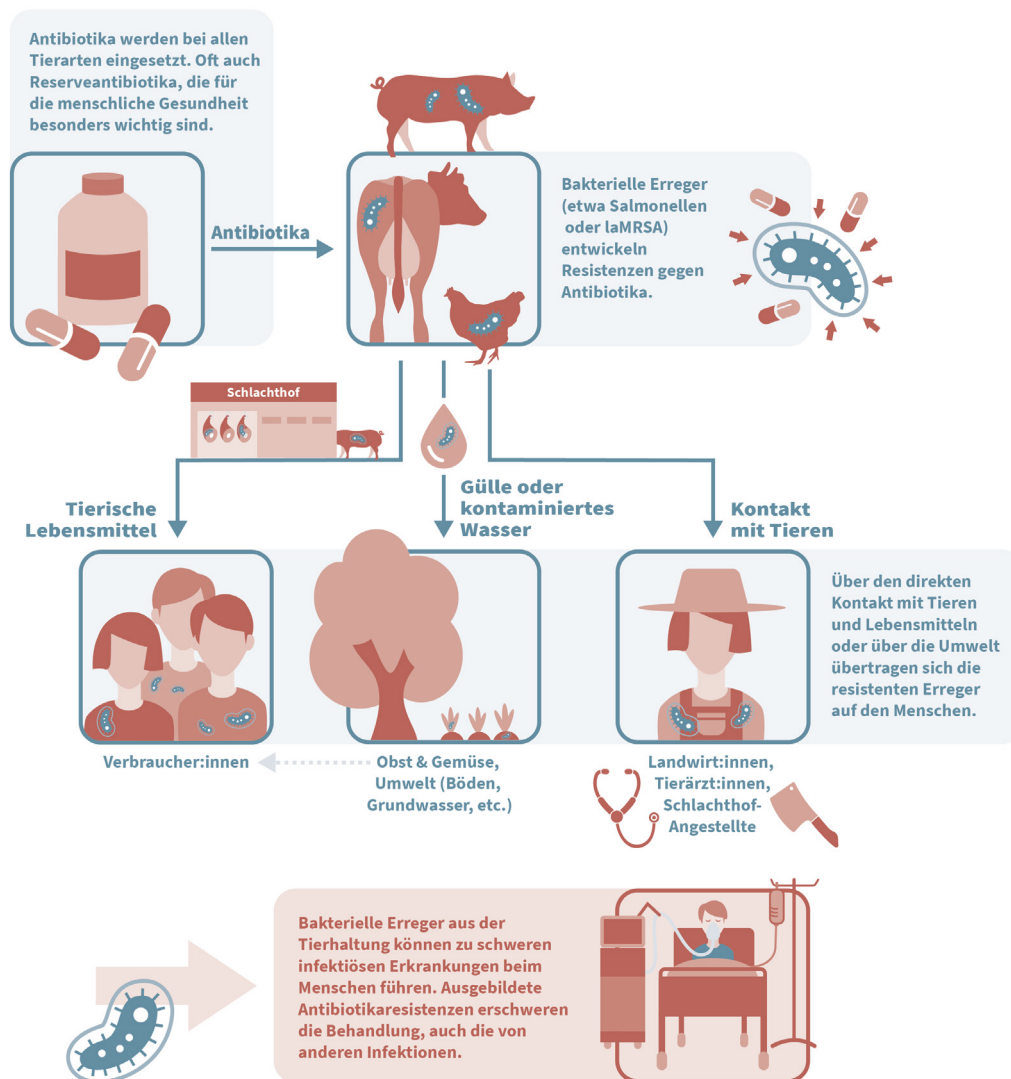 Antibiotika werden bei allen
Tierarten eingesetzt. Oft auch
Reserveantibiotika, die für
die menschliche Gesundheit
besonders wichtig sind.
Antibiotika
Bakterielle Erreger
(etwa Salmonellen
oder laMRSA)
entwickeln
Resistenzen gegen
Antibiotika.
Schlachthof
Tierische
Lebensmittel
Gülle oder
kontaminiertes
Wasser
Kontakt
mit Tieren
Über den direkten
Kontakt mit Tieren
und Lebensmitteln
oder über die Umwelt
übertragen sich die
resistenten Erreger
auf den Menschen.
Verbraucher:innen
Obst & Gemüse,
Umwelt (Böden,
Grundwasser, etc.)
Landwirt:innen,
Tierärzt:innen,
Schlachthof-
Angestellte
Bakterielle Erreger aus der
Tierhaltung können zu schweren
infektiösen Erkrankungen beim
Menschen führen. Ausgebildete
Antibiotikaresistenzen erschweren
die Behandlung, auch die von
anderen Infektionen.